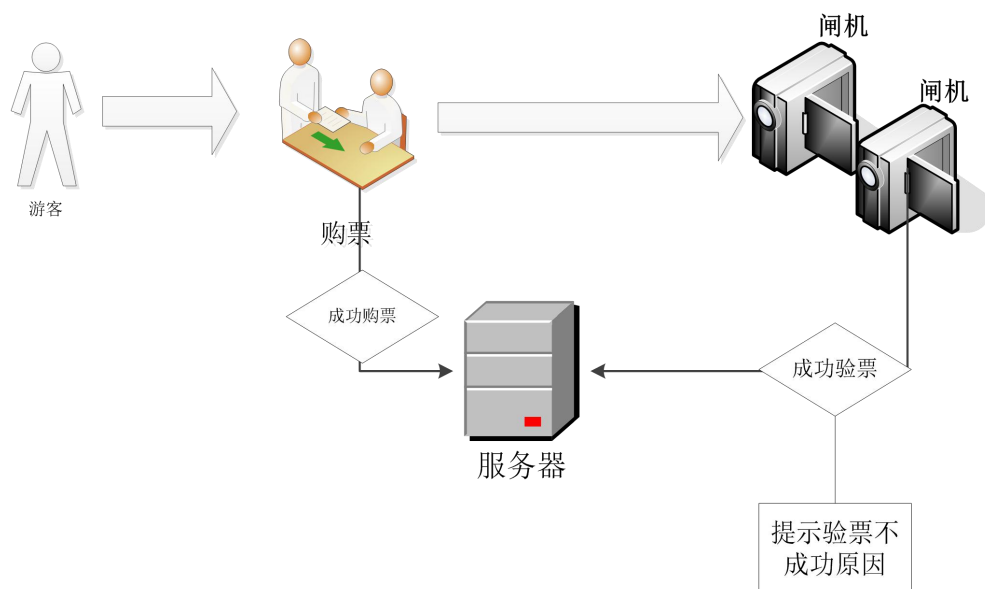 闸机
闸机
游客
购票
成功购票
成功验票
服务器
提示验票不
成功原因